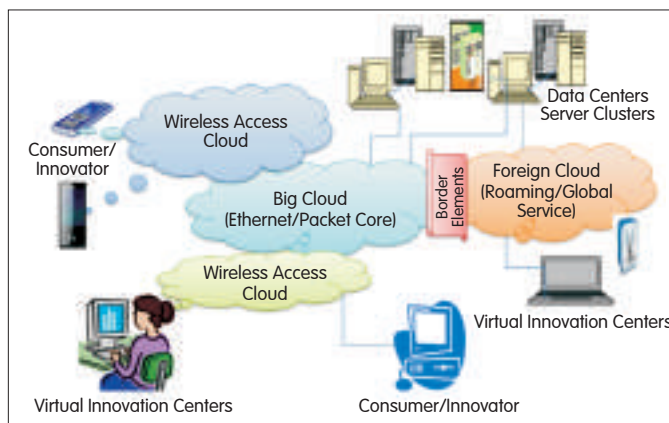 Data Centers
Server Clusters
Wireless Access
Cloud
Consumer/
Innovator
Big Cloud
(Ethernet/Packet Core)
Border
Elements
Foreign Cloud
(Roaming/Global
Service)
Wireless Access
Cloud
Virtual Innovation Centers
Virtual Innovation Centers
Consumer/Innovator